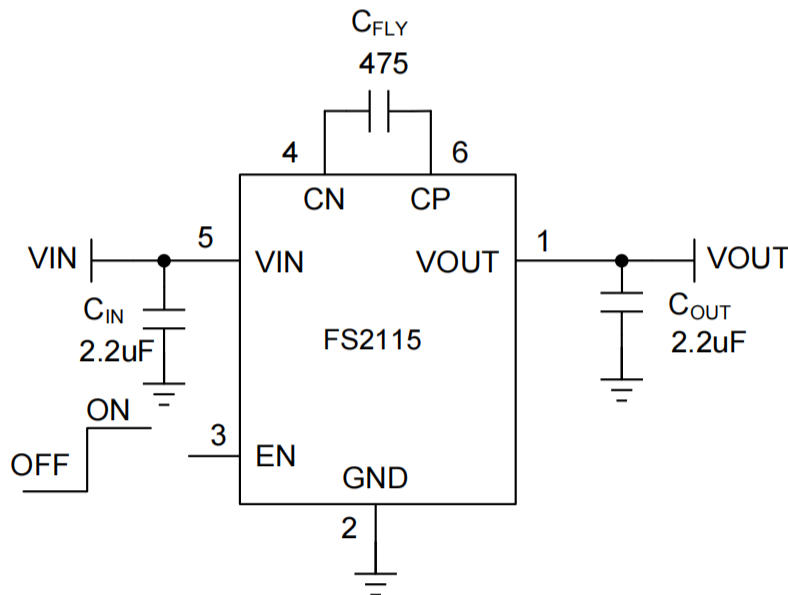 CFLY
475
4
6
CN
CP
VIN
5
VIN
VOUT
1
VOUT
CIN
2.2uF
FS2115
COUT
2.2uF
ON
OFF
3
EN
GND
2